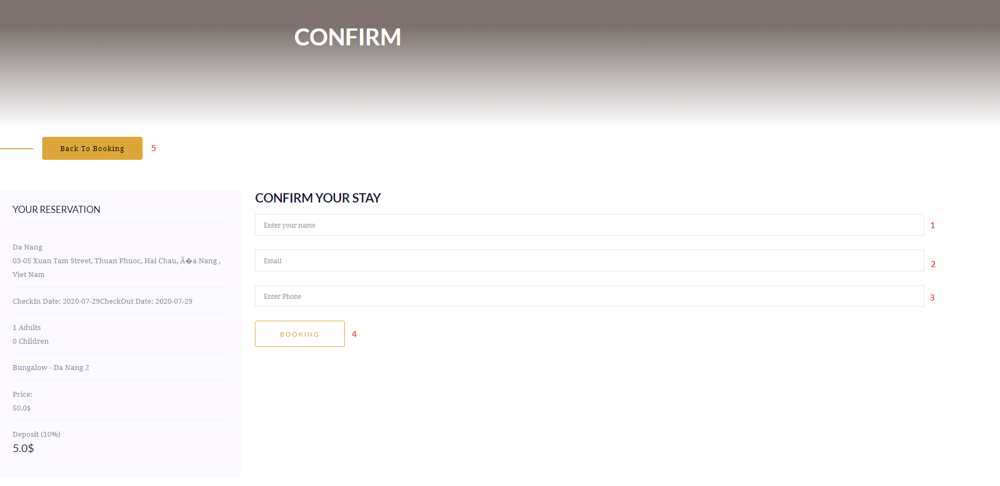 CONFIRM
Back To Booking 5
YOUR RESERVATION
Da Nang
03-05 Xuan Tam Street, Thuan Phuoc, Hai Chau, Ä�a Nang ,
Viet Nam
CheckIn Date: 2020-07-29CheckOut Date: 2020-07-29
1 Adults
0 Children
Bungalow - Da Nang 2
Price:
50.0$
Deposit (10%)
5.0$
CONFIRM YOUR STAY
Enter your name 1
Email 2
Enter Phone 3
BOOKING 4